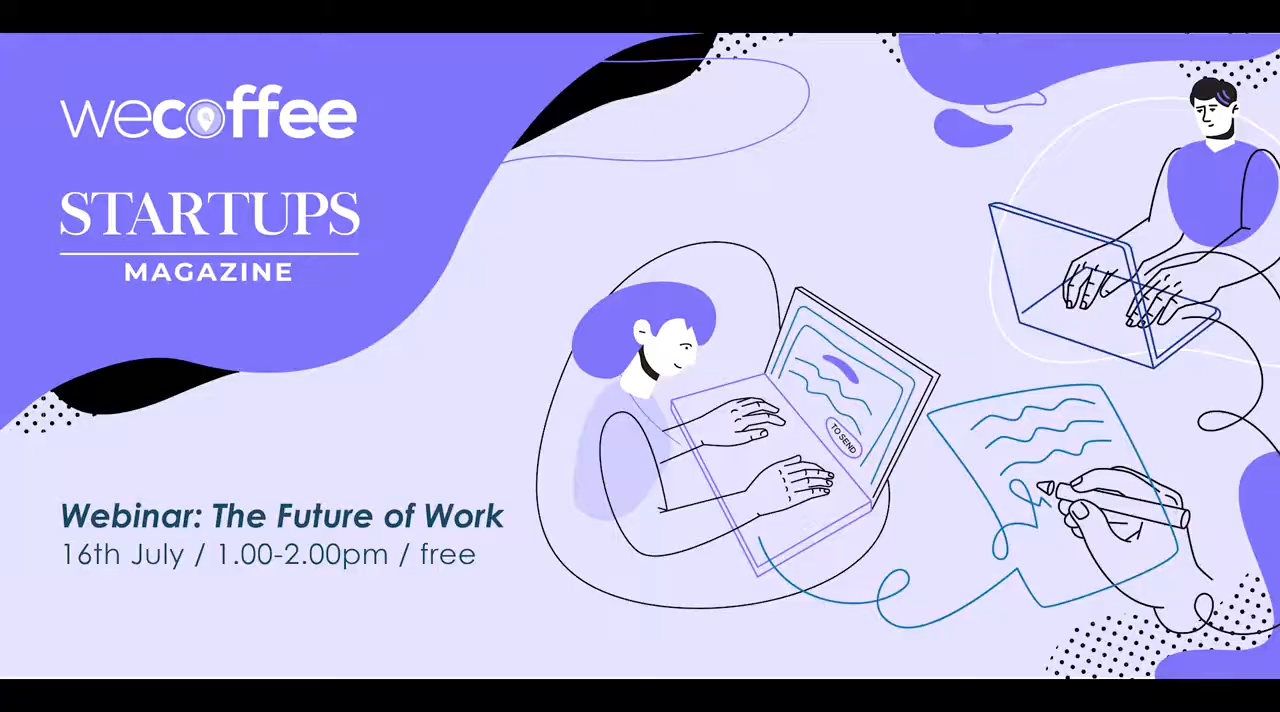 wecoffee
STARTUPS
MAGAZINE
Webinar: The Future of Work
16th July / 1.00-2.00pm / free
TO SEND